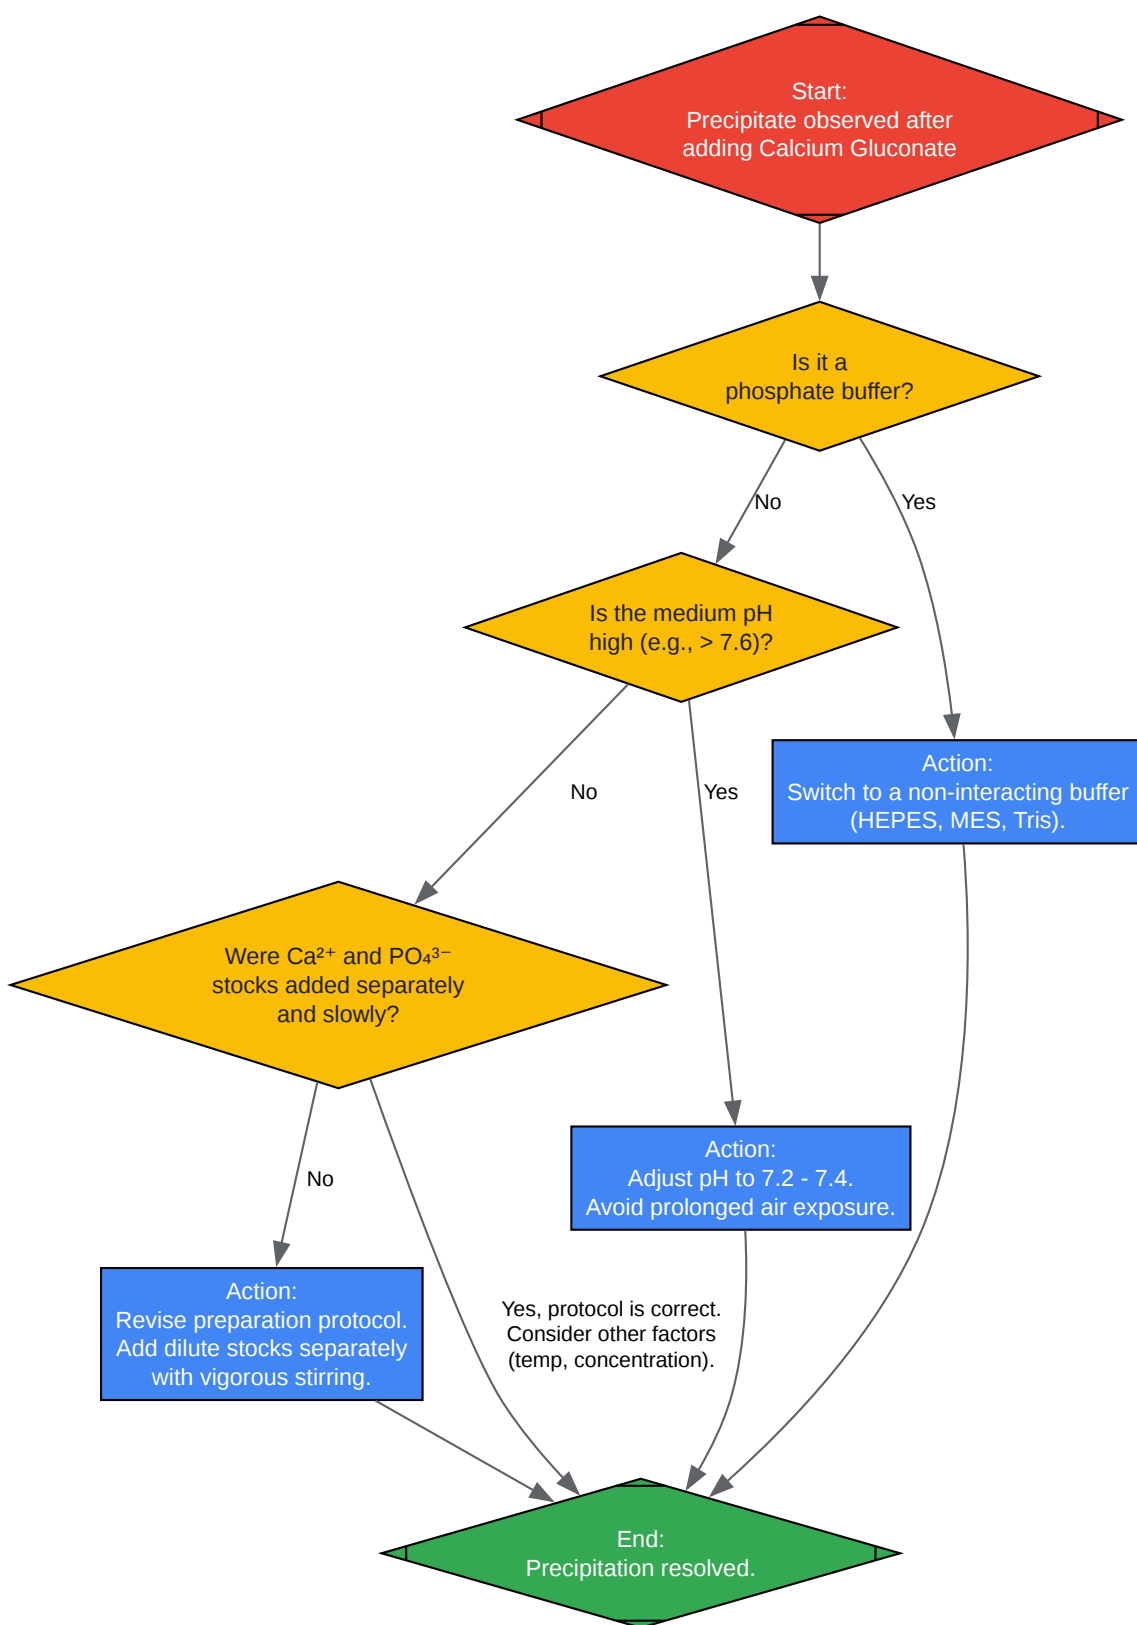 Start:
Precipitate observed after
adding Calcium Gluconate
Is it a
phosphate buffer?
No
Yes
Is the medium pH
high (e.g., > 7.6)?
Action:
Switch to a non-interacting buffer
(HEPES, MES, Tris).
No
Yes
Were Ca²⁺ and PO₄³⁻
stocks added separately
and slowly?
Action:
Adjust pH to 7.2 - 7.4.
Avoid prolonged air exposure.
No
Action:
Revise preparation protocol.
Add dilute stocks separately
with vigorous stirring.
Yes, protocol is correct.
Consider other factors
(temp, concentration).
End:
Precipitation resolved.